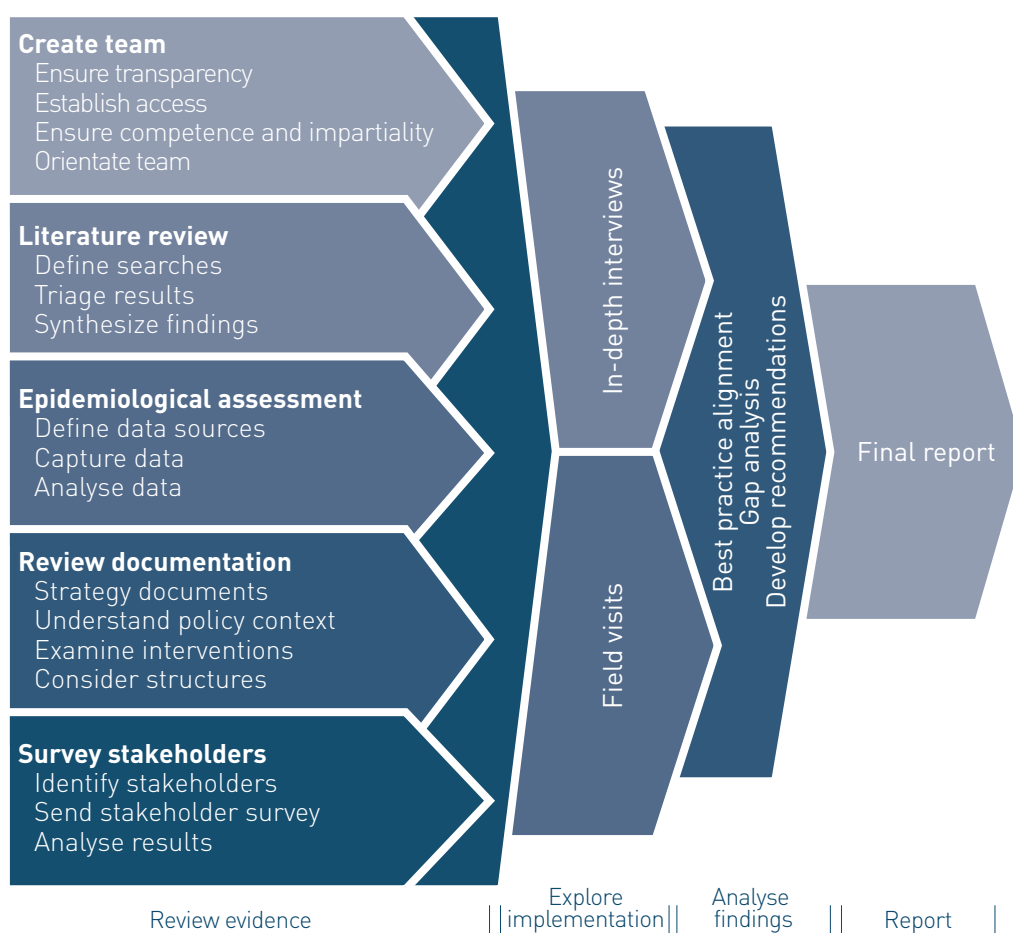 Create team
Ensure transparency
Establish access
Ensure competence and impartiality
Orientate team
Literature review
Define searches
Triage results
Synthesize findings
Epidemiological assessment
Define data sources
Capture data
Analyse data
Review documentation
Strategy documents
Understand policy context
Examine interventions
Consider structures
Survey stakeholders
Identify stakeholders
Send stakeholder survey
Analyse results
In-depth interviews
Field visits
Best practice alignment
Gap analysis
Develop recommendations
Final report
Review evidence
Explore
implementation
Analyse
findings
Report